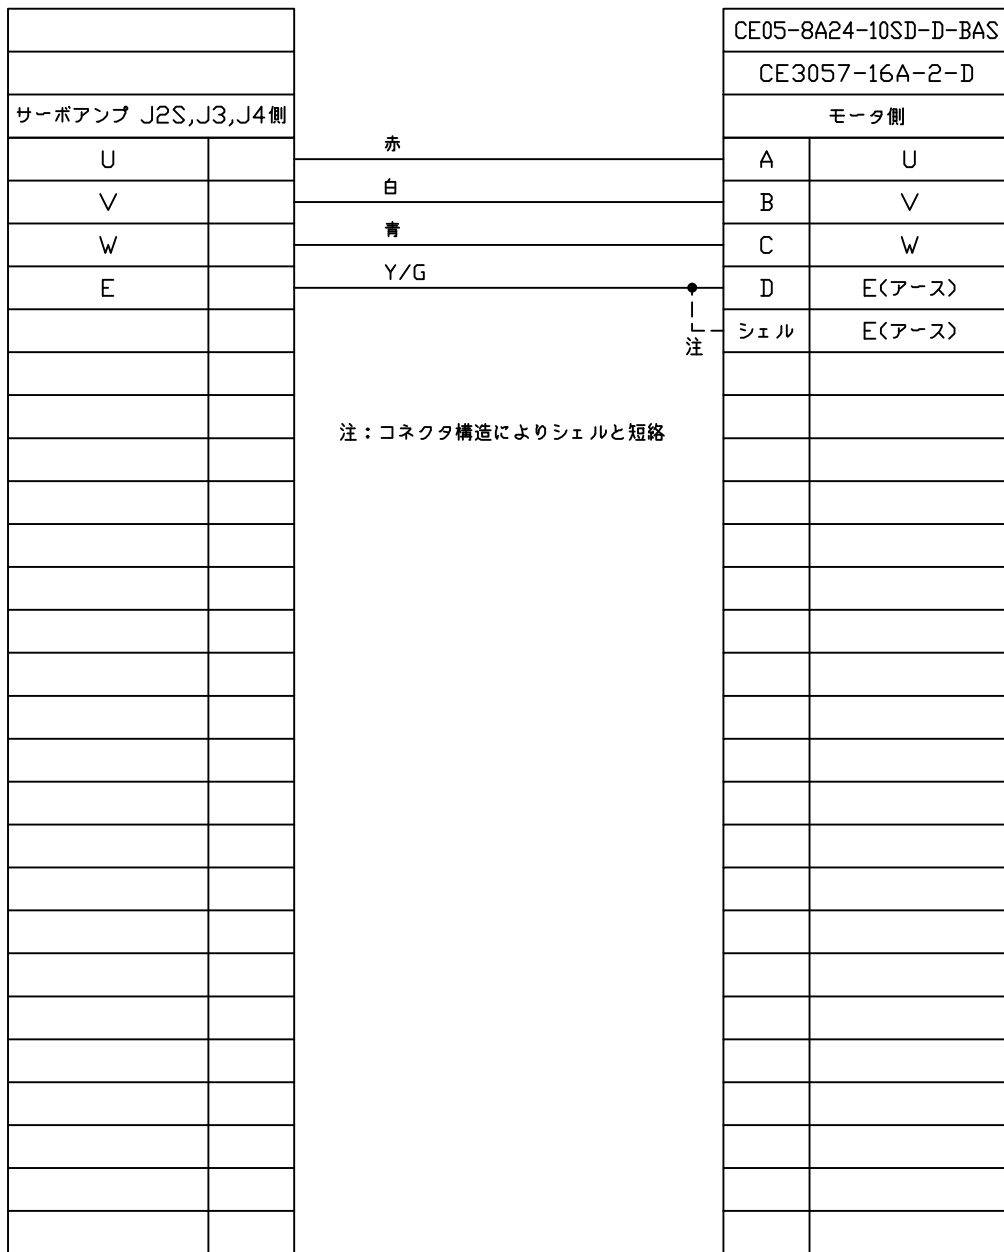 CE05-8A24-10SD-D-BAS
CE3057-16A-2-D
サーボアンプ J2S,J3,J4側
モータ側
U 赤 A U
V 白 B V
W 青 C W
E Y/G D E(アース)
シェル E(アース)
注
注：コネクタ構造によりシェルと短絡